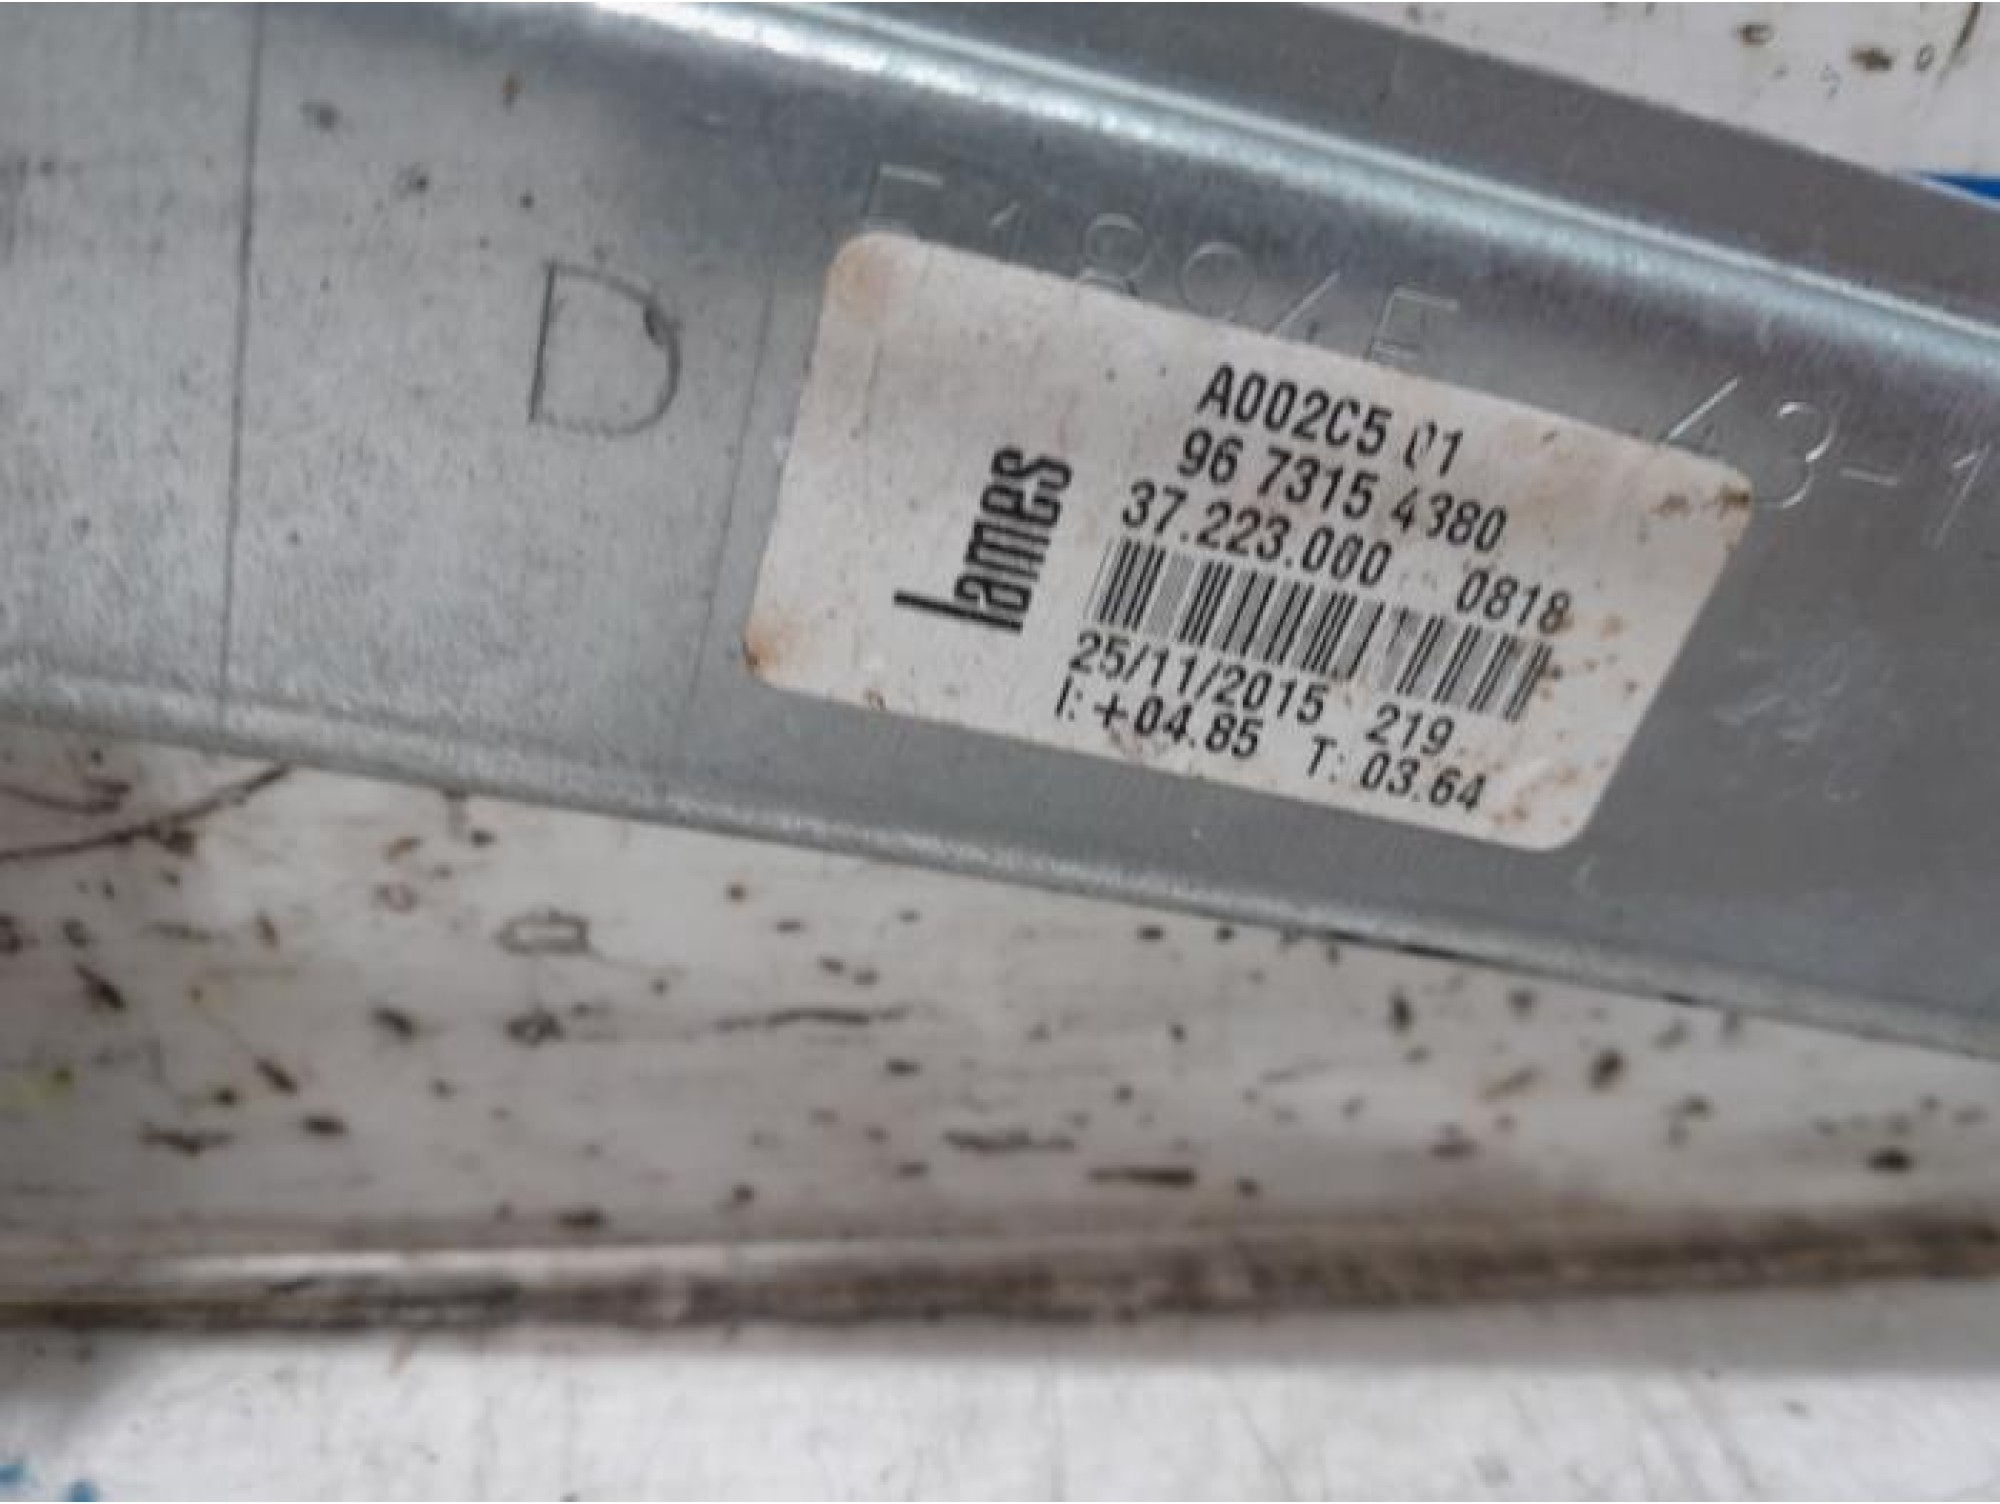 D
lames
A002C5 01
96 7315 4380
37.223.000 0818
25/11/2015 219
I: +04.85 T: 03.64